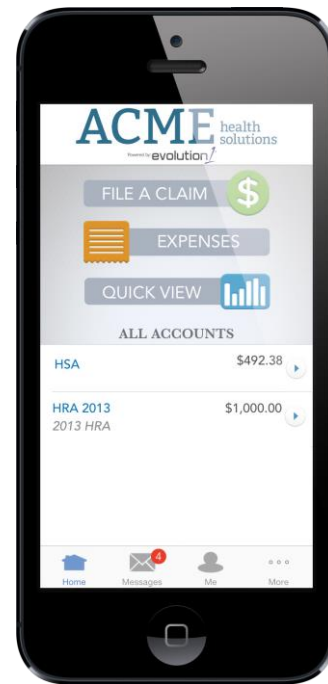 ACME health solutions
Powered by evolution1
FILE A CLAIM $
EXPENSES
QUICK VIEW
ALL ACCOUNTS
HSA $492.38
HRA 2013 $1,000.00
2013 HRA
4
Home Messages Me More